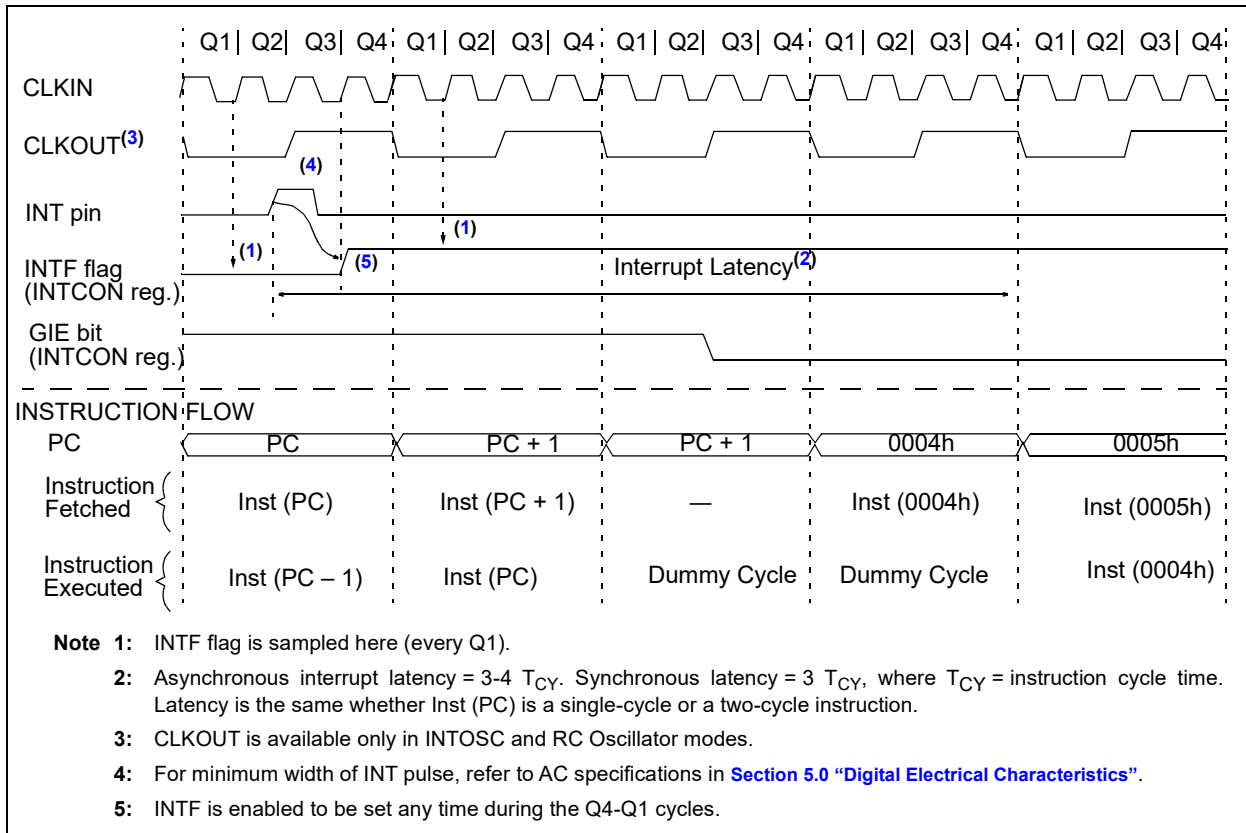 Q1| Q2| Q3| Q4 Q1| Q2| Q3| Q4 Q1| Q2| Q3| Q4 Q1| Q2| Q3| Q4 Q1| Q2| Q3| Q4
CLKIN
CLKOUT(3)
(4)
INT pin
(1)
(1)
(5)
INTF flag
(INTCON reg.)
Interrupt Latency(2)
GIE bit
(INTCON reg.)
INSTRUCTION FLOW
PC PC PC + 1 PC + 1 0004h 0005h
Instruction
Fetched
Inst (PC) Inst (PC + 1) — Inst (0004h) Inst (0005h)
Instruction
Executed
Inst (PC – 1) Inst (PC) Dummy Cycle Dummy Cycle Inst (0004h)
Note 1: INTF flag is sampled here (every Q1).
2: Asynchronous interrupt latency = 3-4 TCY. Synchronous latency = 3 TCY, where TCY = instruction cycle time.
Latency is the same whether Inst (PC) is a single-cycle or a two-cycle instruction.
3: CLKOUT is available only in INTOSC and RC Oscillator modes.
4: For minimum width of INT pulse, refer to AC specifications in Section 5.0 “Digital Electrical Characteristics”.
5: INTF is enabled to be set any time during the Q4-Q1 cycles.